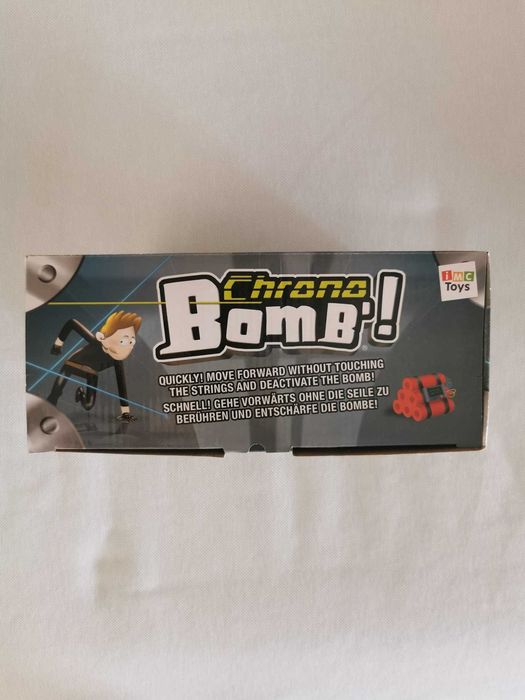 Chrono
BOMB'!
iMC
Toys
QUICKLY! MOVE FORWARD WITHOUT TOUCHING
THE STRINGS AND DEACTIVATE THE BOMB!
SCHNELL! GEHE VORWÄRTS OHNE DIE SEILE ZU
BERÜHREN UND ENTSCHÄRFE DIE BOMBE!